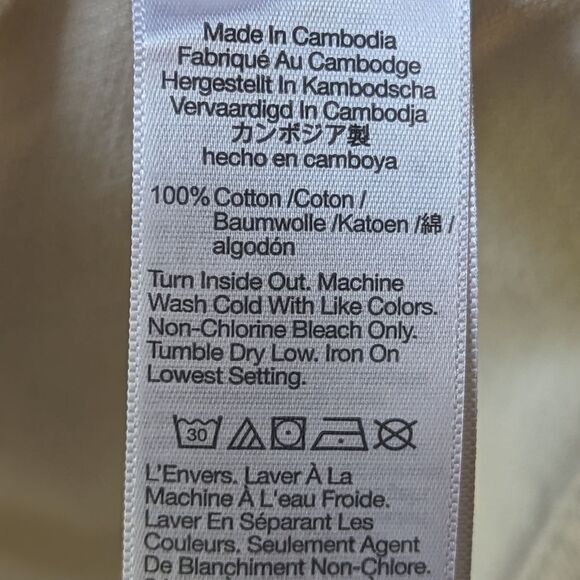 Made In Cambodia
Fabriqué Au Cambodge
Hergestellt In Kambodscha
Vervaardigd In Cambodja
カンボジア製
hecho en camboya
100% Cotton /Coton /
Baumwolle /Katoen /綿 /
algodón
Turn Inside Out. Machine
Wash Cold With Like Colors.
Non-Chlorine Bleach Only.
Tumble Dry Low. Iron On
Lowest Setting.
30
L'Envers. Laver À La
Machine À L'eau Froide.
Laver En Séparant Les
Couleurs. Seulement Agent
De Blanchiment Non-Chlore.